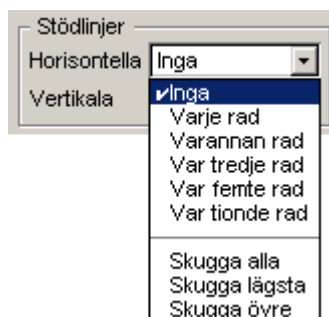 Stödlinjer
Horisontella Inga
Vertikala
✔Inga
Varje rad
Varannan rad
Var tredje rad
Var femte rad
Var tionde rad
Skugga alla
Skugga lägsta
Skugga övre